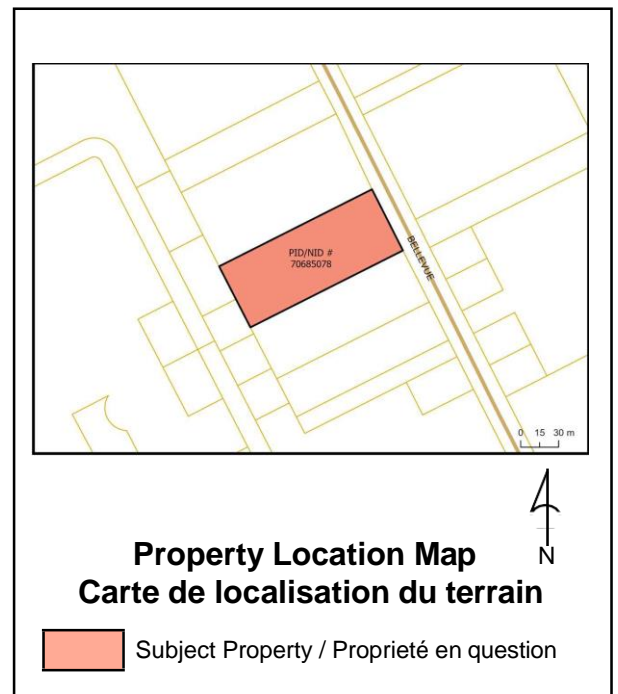 PID/NID #
70685078
BELLEVUE
0 15 30 m
N
Property Location Map
Carte de localisation du terrain
Subject Property / Proprieté en question